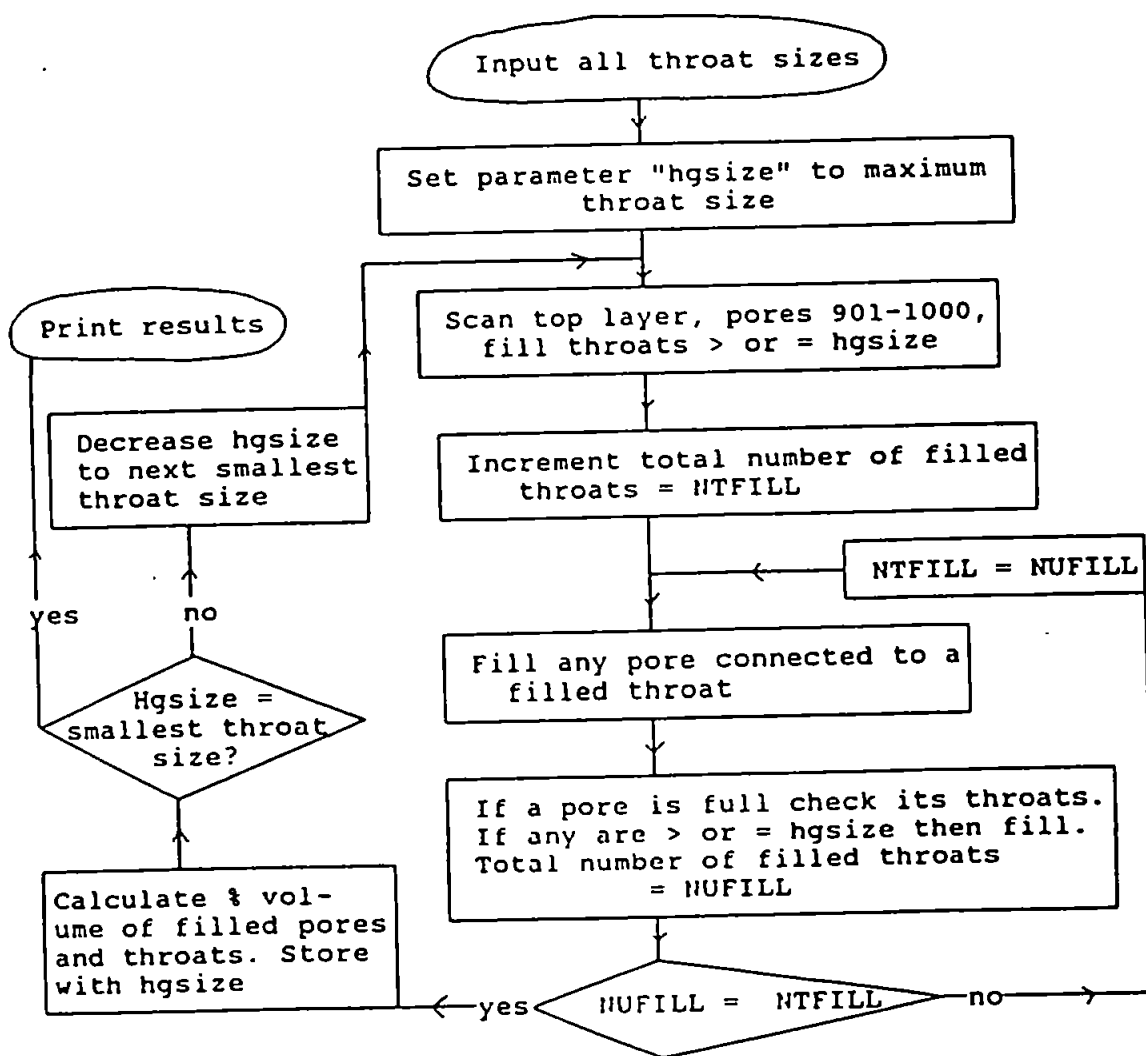 Input all throat sizes
Set parameter "hgsize" to maximum
throat size
Scan top layer, pores 901-1000,
fill throats > or = hgsize
Increment total number of filled
throats = NTFILL
NTFILL = NUFILL
Fill any pore connected to a
filled throat
If a pore is full check its throats.
If any are > or = hgsize then fill.
Total number of filled throats
= NUFILL
NUFILL = NTFILL
no
yes
Calculate % vol-
ume of filled pores
and throats. Store
with hgsize
Hgsize =
smallest throat
size?
no
yes
Decrease hgsize
to next smallest
throat size
Print results